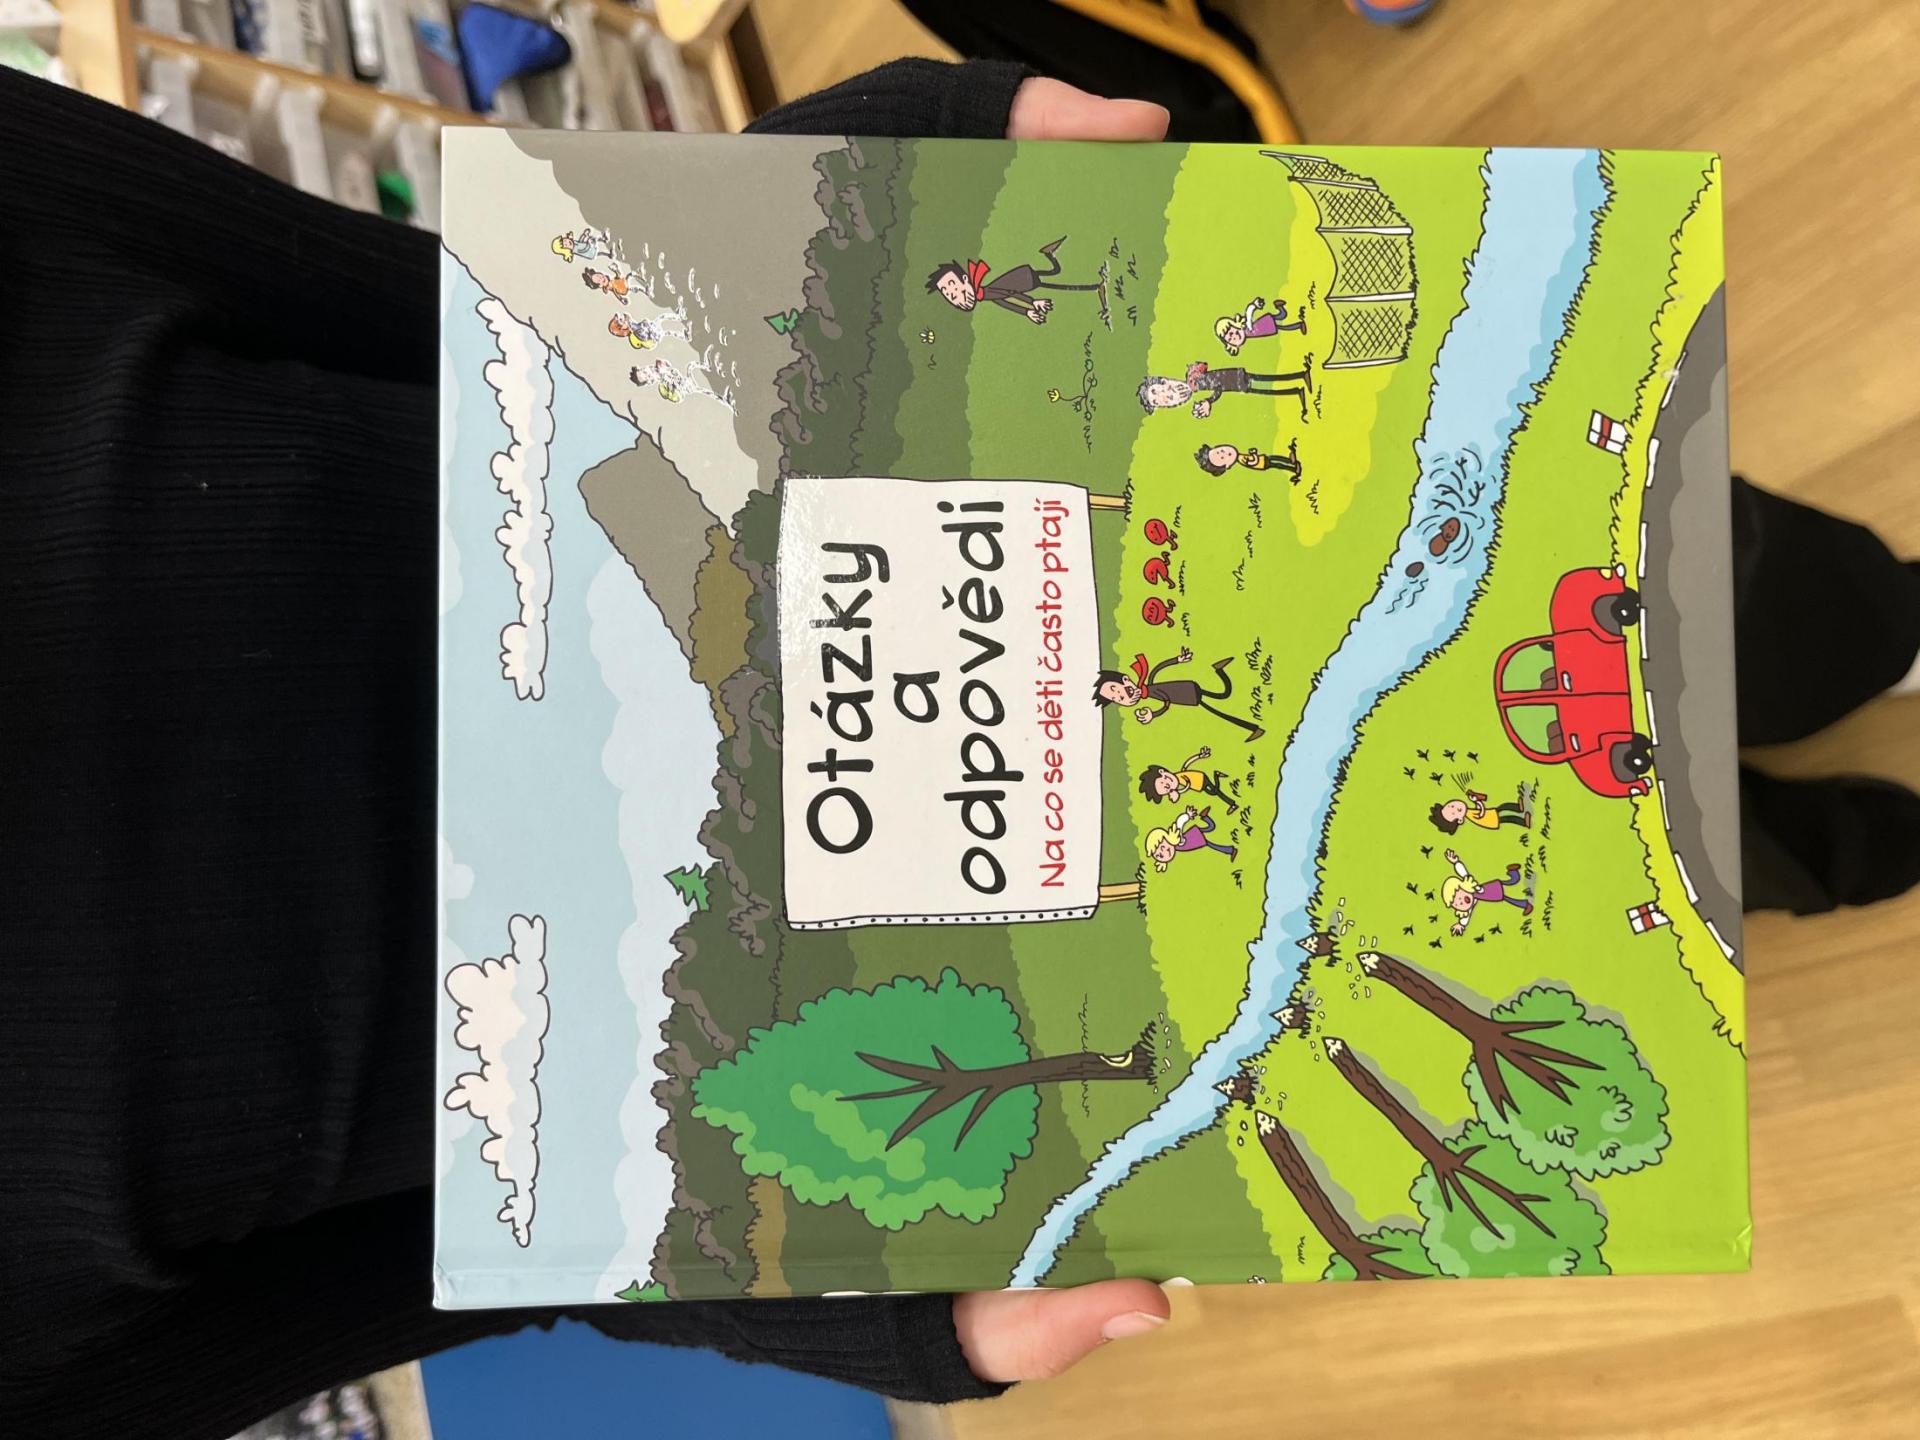 Otázky
a
odpovědi
Na co se děti často ptají